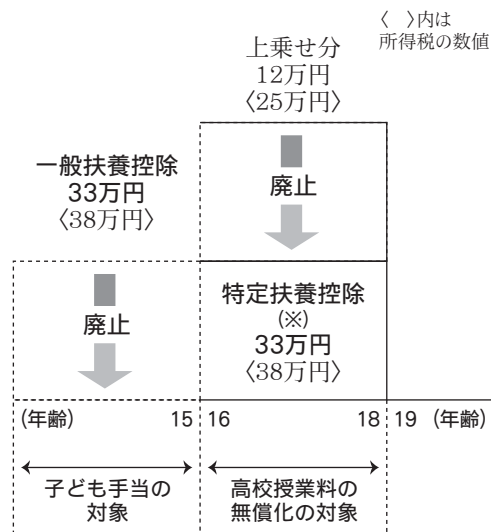 〈　〉内は
所得税の数値
上乗せ分
12万円
〈25万円〉
一般扶養控除
33万円
〈38万円〉
廃止
廃止
特定扶養控除
(※)
33万円
〈38万円〉
(年齢) 15 16 18 19 (年齢)
子ども手当の
対象
高校授業料の
無償化の対象